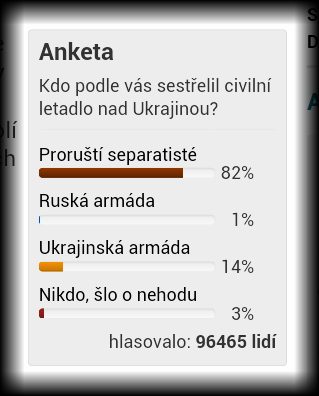 Anketa
Kdo podle vás sestřelil civilní
letadlo nad Ukrajinou?
Proruští separatisté
82%
Ruská armáda
1%
Ukrajinská armáda
14%
Nikdo, šlo o nehodu
3%
hlasovalo: 96465 lidí